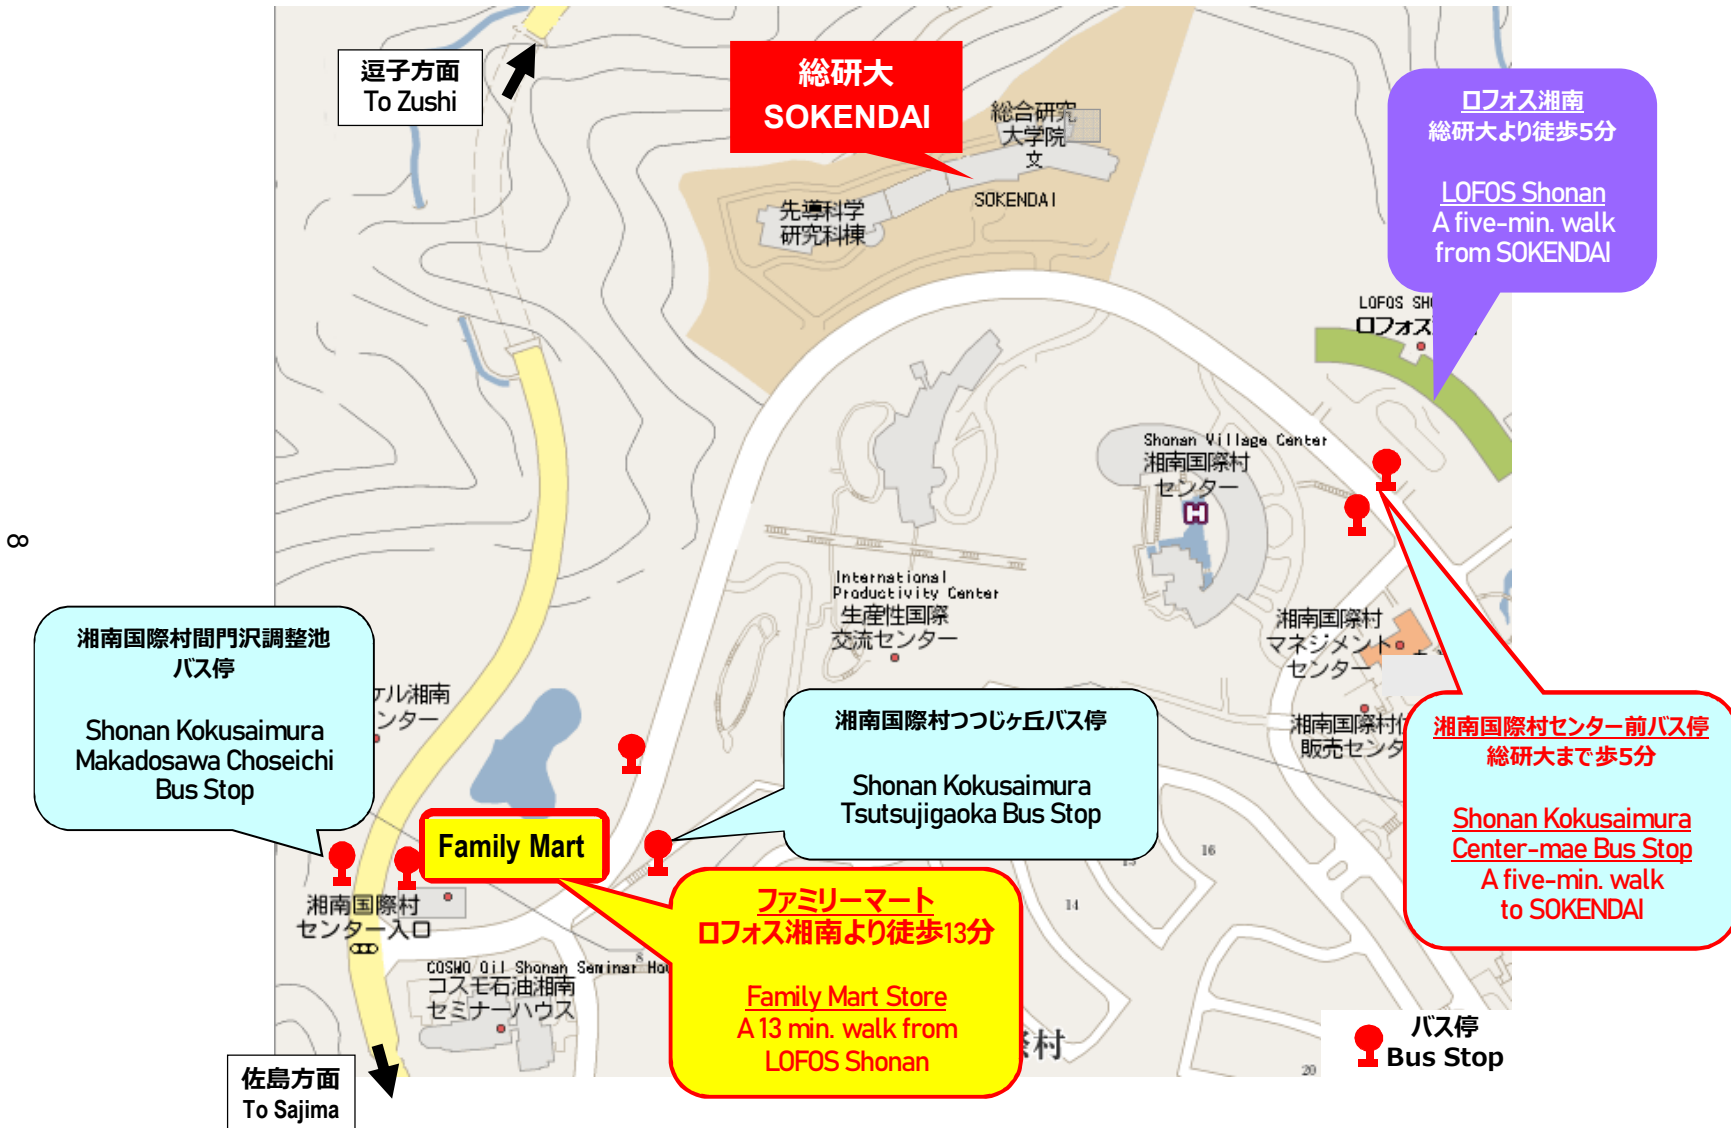 逗子方面
To Zushi
総研大
SOKENDAI
総合研究
大学院
文
SOKENDAI
先導科学
研究科棟
ロフォス湘南
総研大より徒歩5分
LOFOS Shonan
A five-min. walk
from SOKENDAI
LOFOS SH
ロフォス
Shonan Village Center
湘南国際村
センター
H
International
Productivity Center
生産性国際
交流センター
湘南国際村
マネジメント
センター
湘南国際村
販売センタ
8
湘南国際村間門沢調整池
バス停
Shonan Kokusaimura
Makadosawa Choseichi
Bus Stop
ケル湘南
ンター
湘南国際村つつじヶ丘バス停
Shonan Kokusaimura
Tsutsujigaoka Bus Stop
湘南国際村センター前バス停
総研大まで歩5分
Shonan Kokusaimura
Center-mae Bus Stop
A five-min. walk
to SOKENDAI
Family Mart
湘南国際村
センター入口
ファミリーマート
ロフォス湘南より徒歩13分
Family Mart Store
A 13 min. walk from
LOFOS Shonan
COSMO Oil Shonan Seminar Hou
コスモ石油湘南
セミナーハウス
8
14
15
16
20
村
佐島方面
To Sajima
バス停
Bus Stop